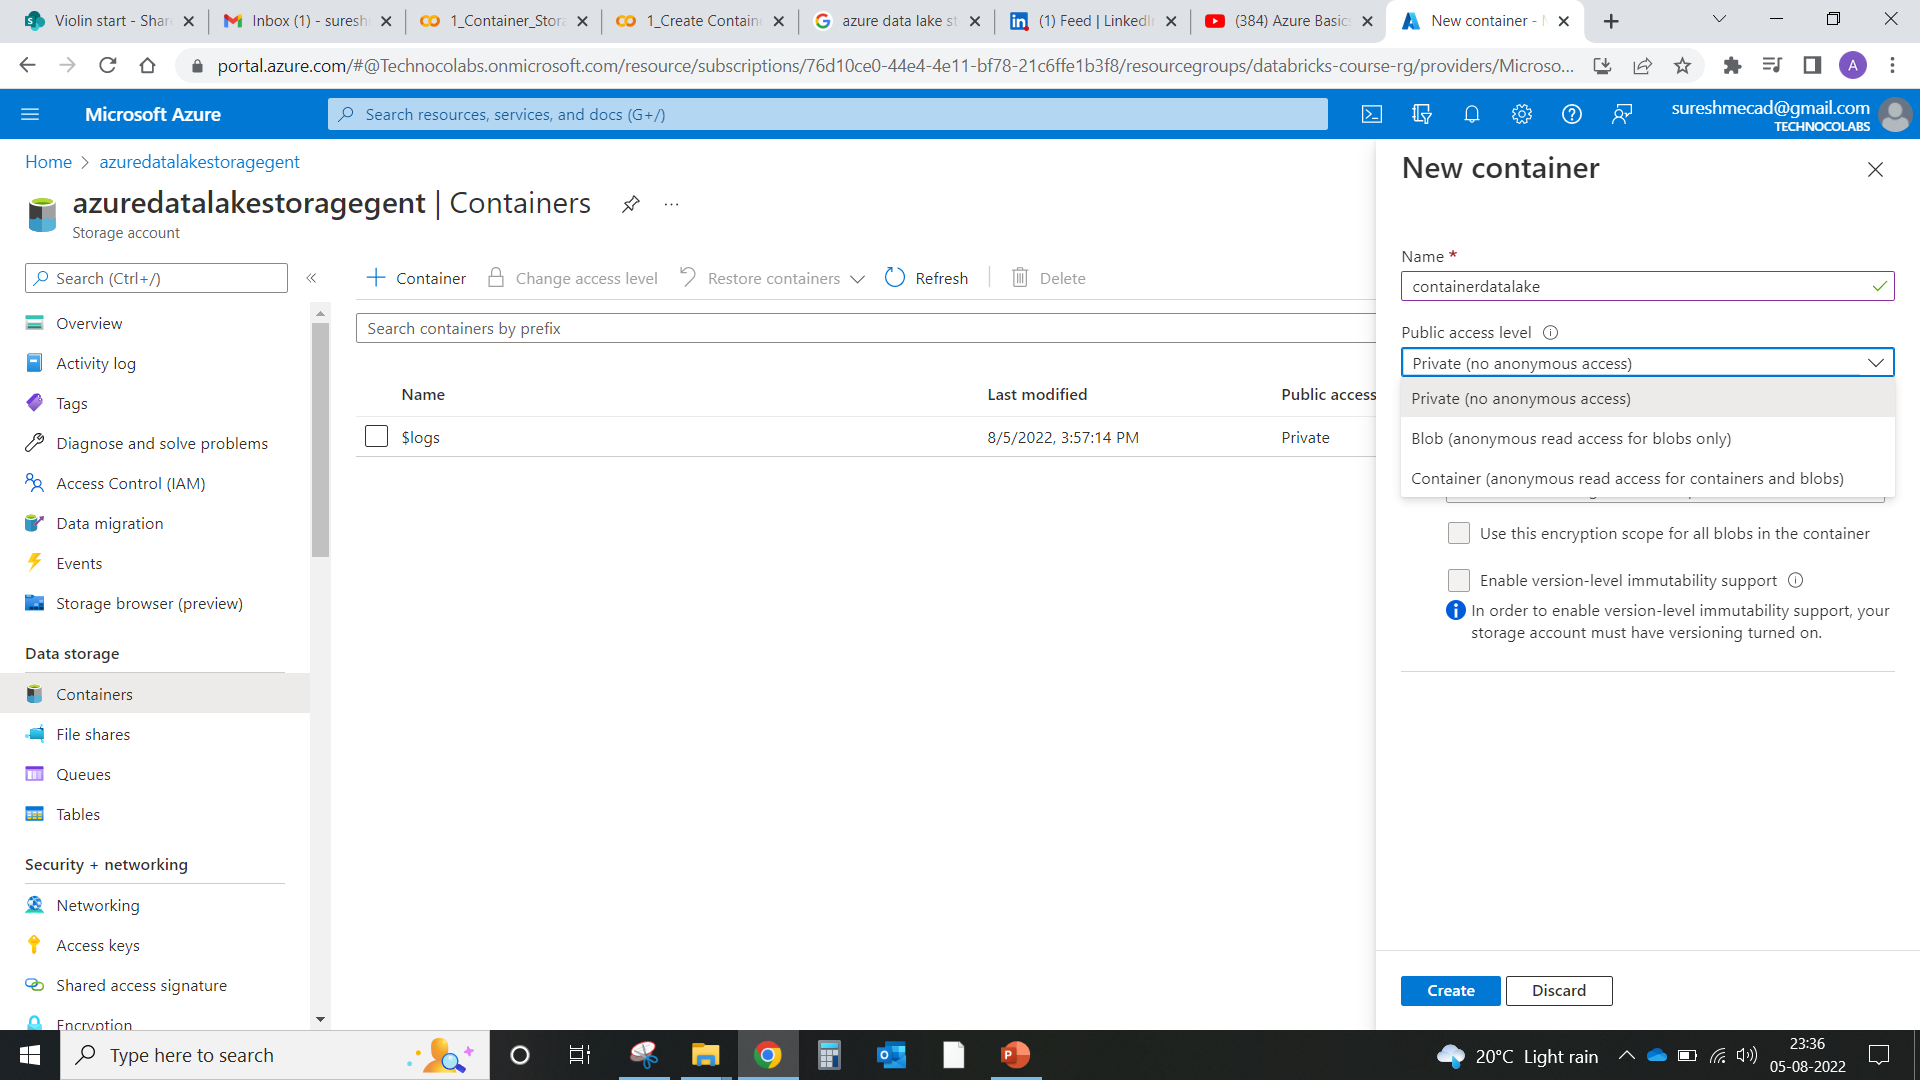 Violin start - Share
Inbox (1) - suresh
1_Container_Stora
1_Create Containe
azure data lake st
(1) Feed | LinkedIn
(384) Azure Basics
New container -
portal.azure.com/#@Technocolabs.onmicrosoft.com/resource/subscriptions/76d10ce0-44e4-4e11-bf78-21c6ffe1b3f8/resourcegroups/databricks-course-rg/providers/Microso...
A
Microsoft Azure
Search resources, services, and docs (G+/)
sureshmecad@gmail.com
TECHNOCOLABS
Home > azuredatalakestoragegent
azuredatalakestoragegent | Containers
Storage account
Search (Ctrl+/)
Overview
Activity log
Tags
Diagnose and solve problems
Access Control (IAM)
Data migration
Events
Storage browser (preview)
Data storage
Containers
File shares
Queues
Tables
Security + networking
Networking
Access keys
Shared access signature
Encryption
Container
Change access level
Restore containers
Refresh
Delete
Search containers by prefix
Name
Last modified
Public access
$logs
8/5/2022, 3:57:14 PM
Private
New container
Name *
containerdatalake
Public access level
Private (no anonymous access)
Private (no anonymous access)
Blob (anonymous read access for blobs only)
Container (anonymous read access for containers and blobs)
Use this encryption scope for all blobs in the container
Enable version-level immutability support
In order to enable version-level immutability support, your
storage account must have versioning turned on.
Create
Discard
Type here to search
20°C Light rain
23:36
05-08-2022